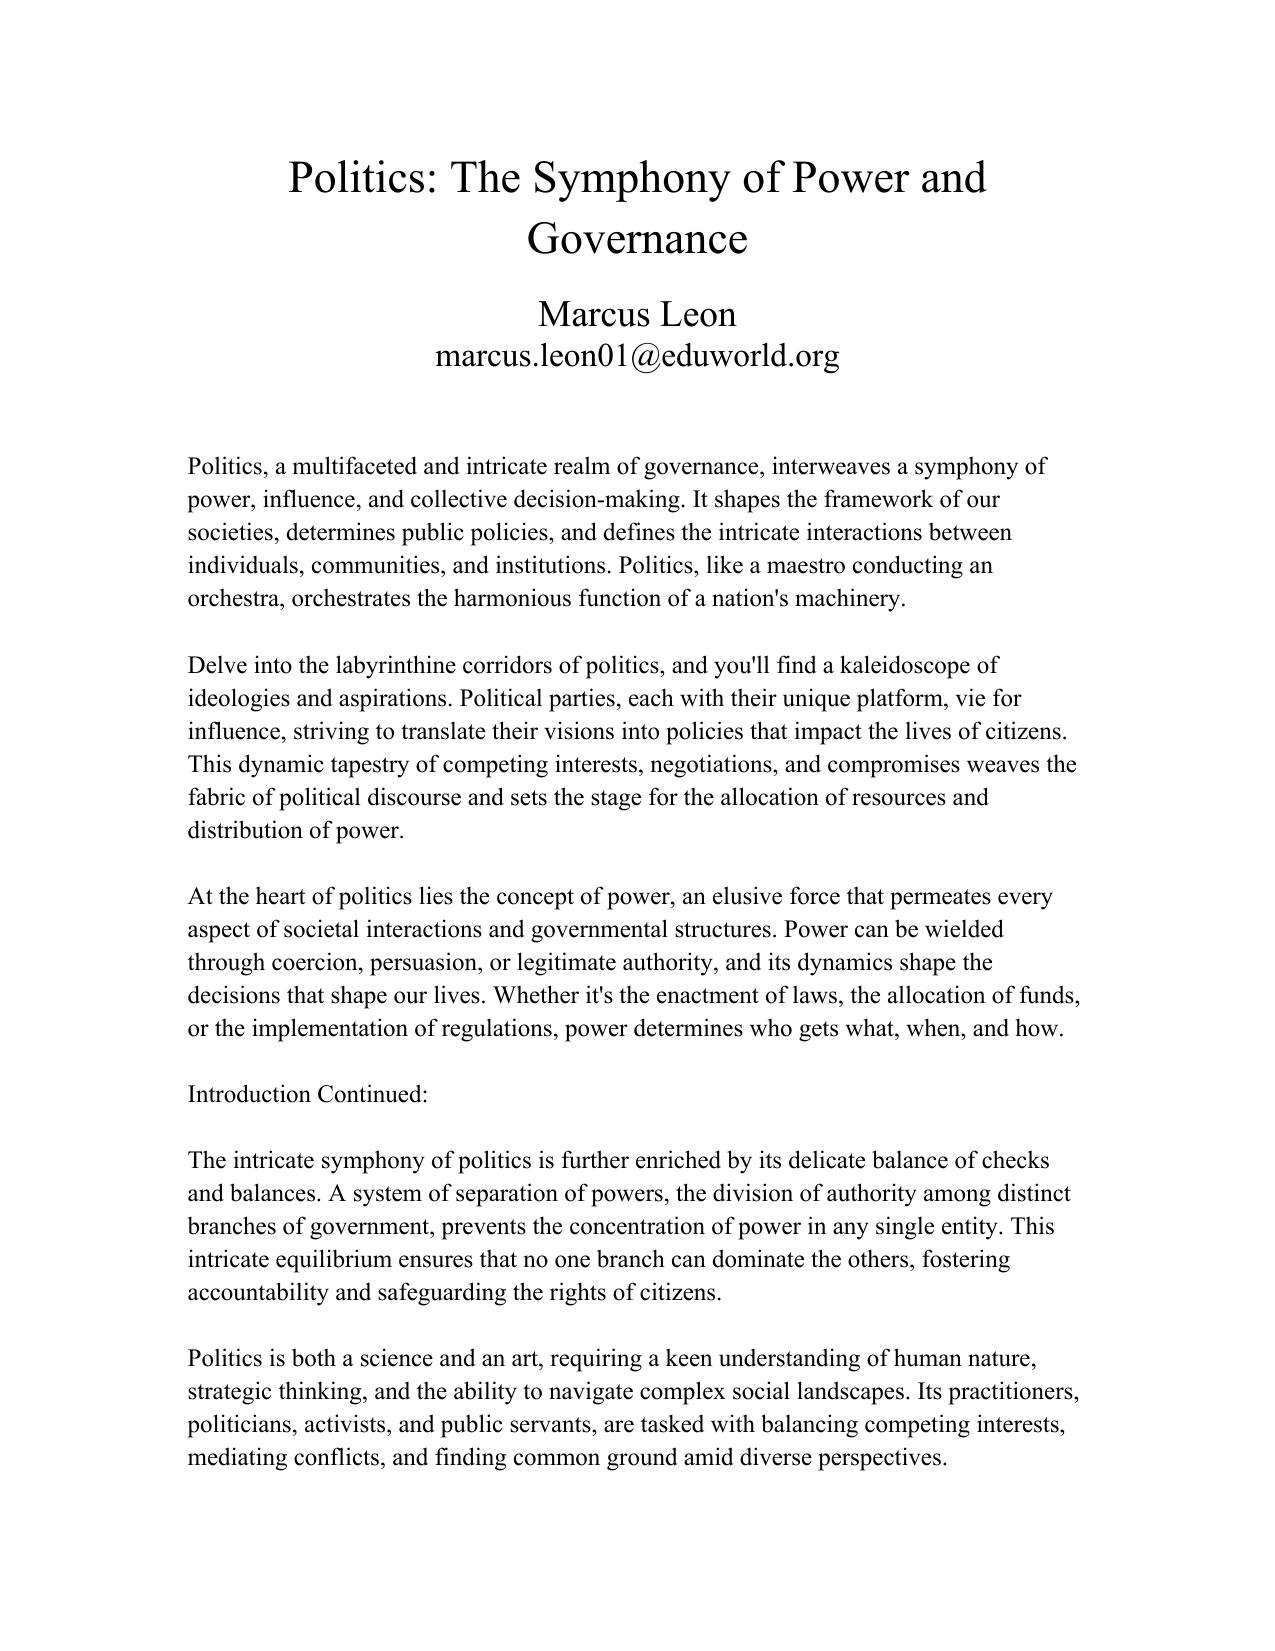 Politics: The Symphony of Power and
Governance
Marcus Leon
marcus.leon01@eduworld.org
Politics, a multifaceted and intricate realm of governance, interweaves a symphony of
power, influence, and collective decision-making. It shapes the framework of our
societies, determines public policies, and defines the intricate interactions between
individuals, communities, and institutions. Politics, like a maestro conducting an
orchestra, orchestrates the harmonious function of a nation's machinery.
Delve into the labyrinthine corridors of politics, and you'll find a kaleidoscope of
ideologies and aspirations. Political parties, each with their unique platform, vie for
influence, striving to translate their visions into policies that impact the lives of citizens.
This dynamic tapestry of competing interests, negotiations, and compromises weaves the
fabric of political discourse and sets the stage for the allocation of resources and
distribution of power.
At the heart of politics lies the concept of power, an elusive force that permeates every
aspect of societal interactions and governmental structures. Power can be wielded
through coercion, persuasion, or legitimate authority, and its dynamics shape the
decisions that shape our lives. Whether it's the enactment of laws, the allocation of funds,
or the implementation of regulations, power determines who gets what, when, and how.
Introduction Continued:
The intricate symphony of politics is further enriched by its delicate balance of checks
and balances. A system of separation of powers, the division of authority among distinct
branches of government, prevents the concentration of power in any single entity. This
intricate equilibrium ensures that no one branch can dominate the others, fostering
accountability and safeguarding the rights of citizens.
Politics is both a science and an art, requiring a keen understanding of human nature,
strategic thinking, and the ability to navigate complex social landscapes. Its practitioners,
politicians, activists, and public servants, are tasked with balancing competing interests,
mediating conflicts, and finding common ground amid diverse perspectives.